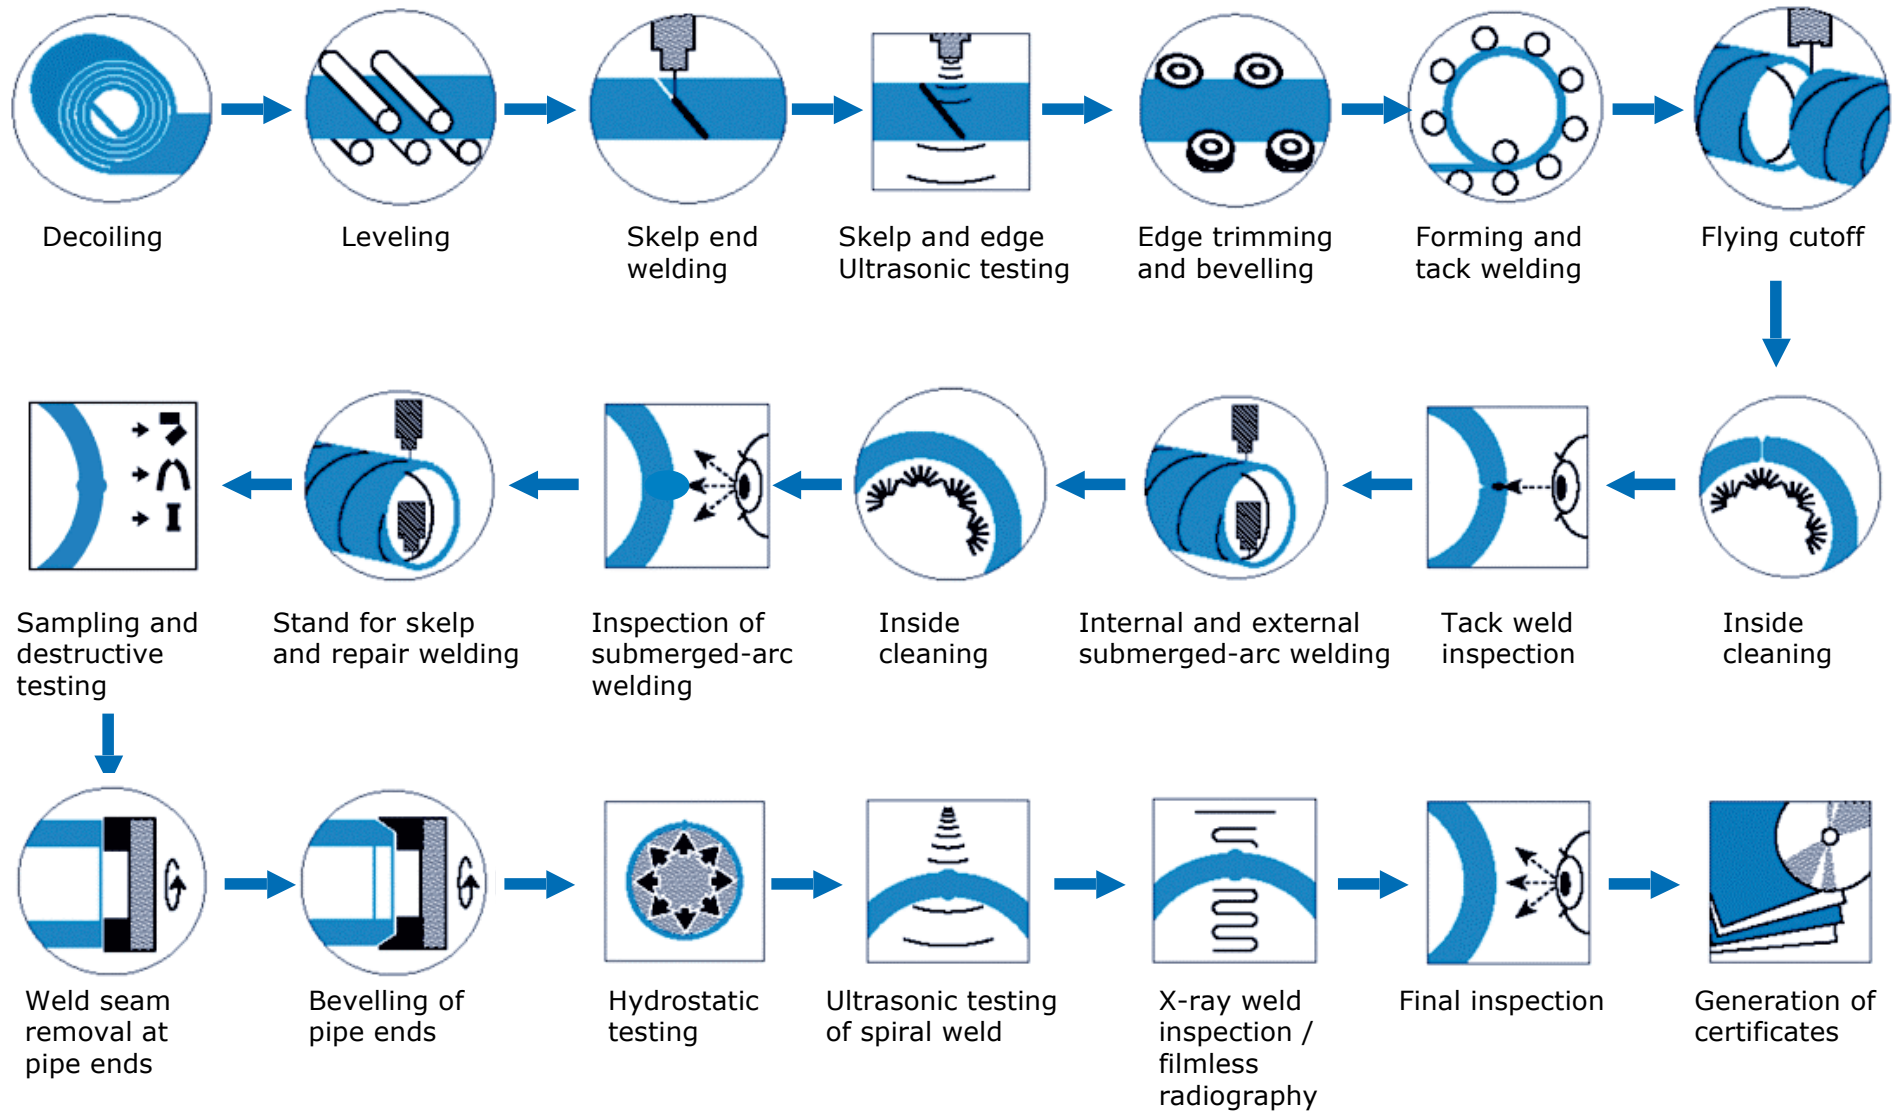 Decoiling
Leveling
Skelp end
welding
Skelp and edge
Ultrasonic testing
Edge trimming
and bevelling
Forming and
tack welding
Flying cutoff
Sampling and
destructive
testing
Stand for skelp
and repair welding
Inspection of
submerged-arc
welding
Inside
cleaning
Internal and external
submerged-arc welding
Tack weld
inspection
Inside
cleaning
Weld seam
removal at
pipe ends
Bevelling of
pipe ends
Hydrostatic
testing
Ultrasonic testing
of spiral weld
X-ray weld
inspection /
filmless
radiography
Final inspection
Generation of
certificates